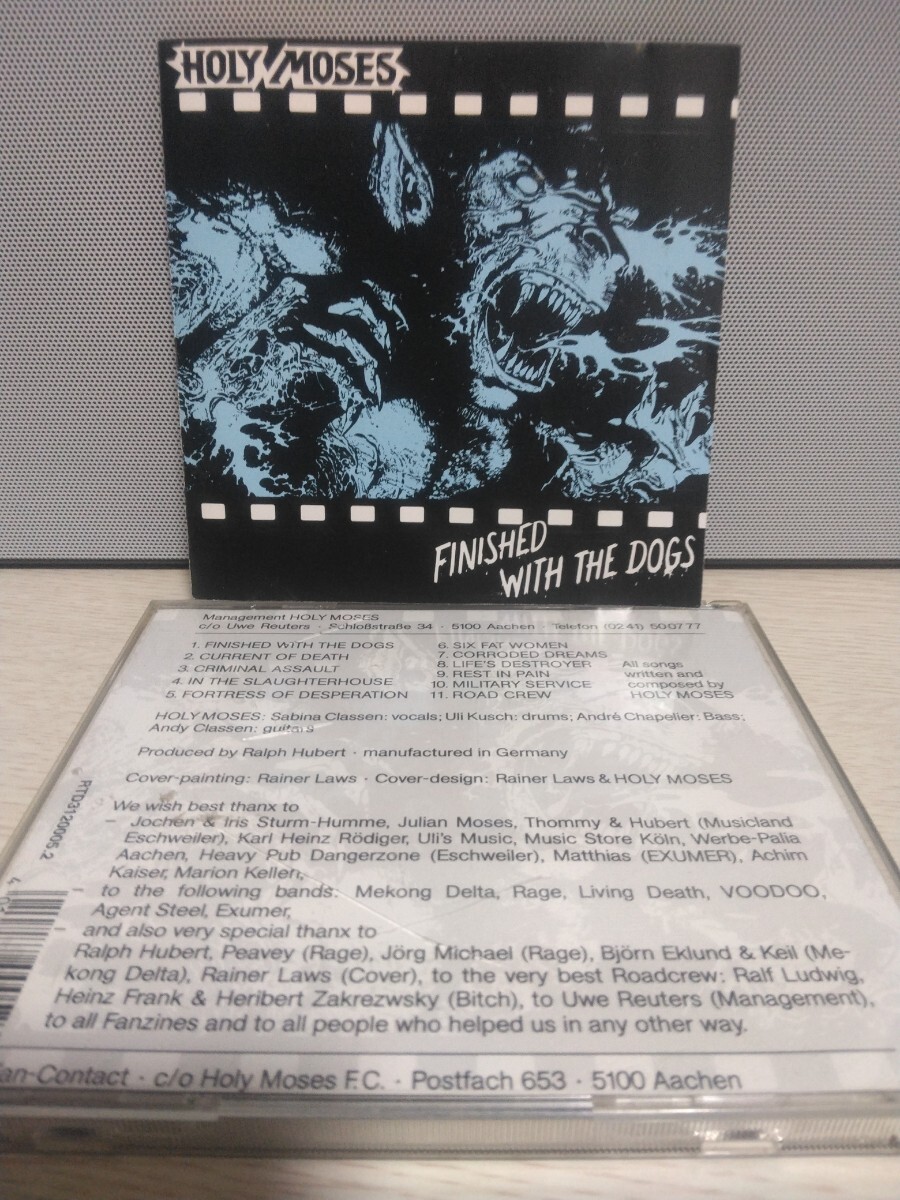 HOLY MOSES
FINISHED
WITH THE DOGS
Management HOLY MOSES
c/o Uwe Reuters · Schloßstraße 34 · 5100 Aachen · Telefon (02 41) 50 07 77
1. FINISHED WiTH THE DOGS
2. CURRENT OF DEATH
3. CRIMINAL ASSAULT
4. IN THE SLAUGHTERHOUSE
5. FORTRESS OF DESPERATION
6. SIX FAT WOMEN
7. CORRODED DREAMS
8. LIFE'S DESTROYER
9. REST IN PAIN
10. MILITARY SERVICE
11. ROAD CREW
All songs
written and
composed by
HOLY MOSES
HOLY MOSES: Sabina Classen: vocals; Uli Kusch: drums; André Chapelier: Bass;
Andy Classen: guitars
Produced by Ralph Hubert · manufactured in Germany
Cover-painting: Rainer Laws · Cover-design: Rainer Laws & HOLY MOSES
We wish best thanx to
– Jochen & Iris Sturm-Humme, Julian Moses, Thommy & Hubert (Musicland
Eschweiler), Karl Heinz Rödiger, Uli's Music, Music Store Köln, Werbe-Palia
Aachen, Heavy Pub Dangerzone (Eschweiler), Matthias (EXUMER), Achim
Kaiser, Marion Kellen,
– to the following bands: Mekong Delta, Rage, Living Death, VOODOO,
Agent Steel, Exumer,
– and also very special thanx to
Ralph Hubert, Peavey (Rage), Jörg Michael (Rage), Björn Eklund & Keil (Me-
kong Delta), Rainer Laws (Cover), to the very best Roadcrew: Ralf Ludwig,
Heinz Frank & Heribert Zakrezwsky (Bitch), to Uwe Reuters (Management),
to all Fanzines and to all people who helped us in any other way.
an-Contact · c/o Holy Moses F.C. · Postfach 653 · 5100 Aachen
RTD3120005.2
4